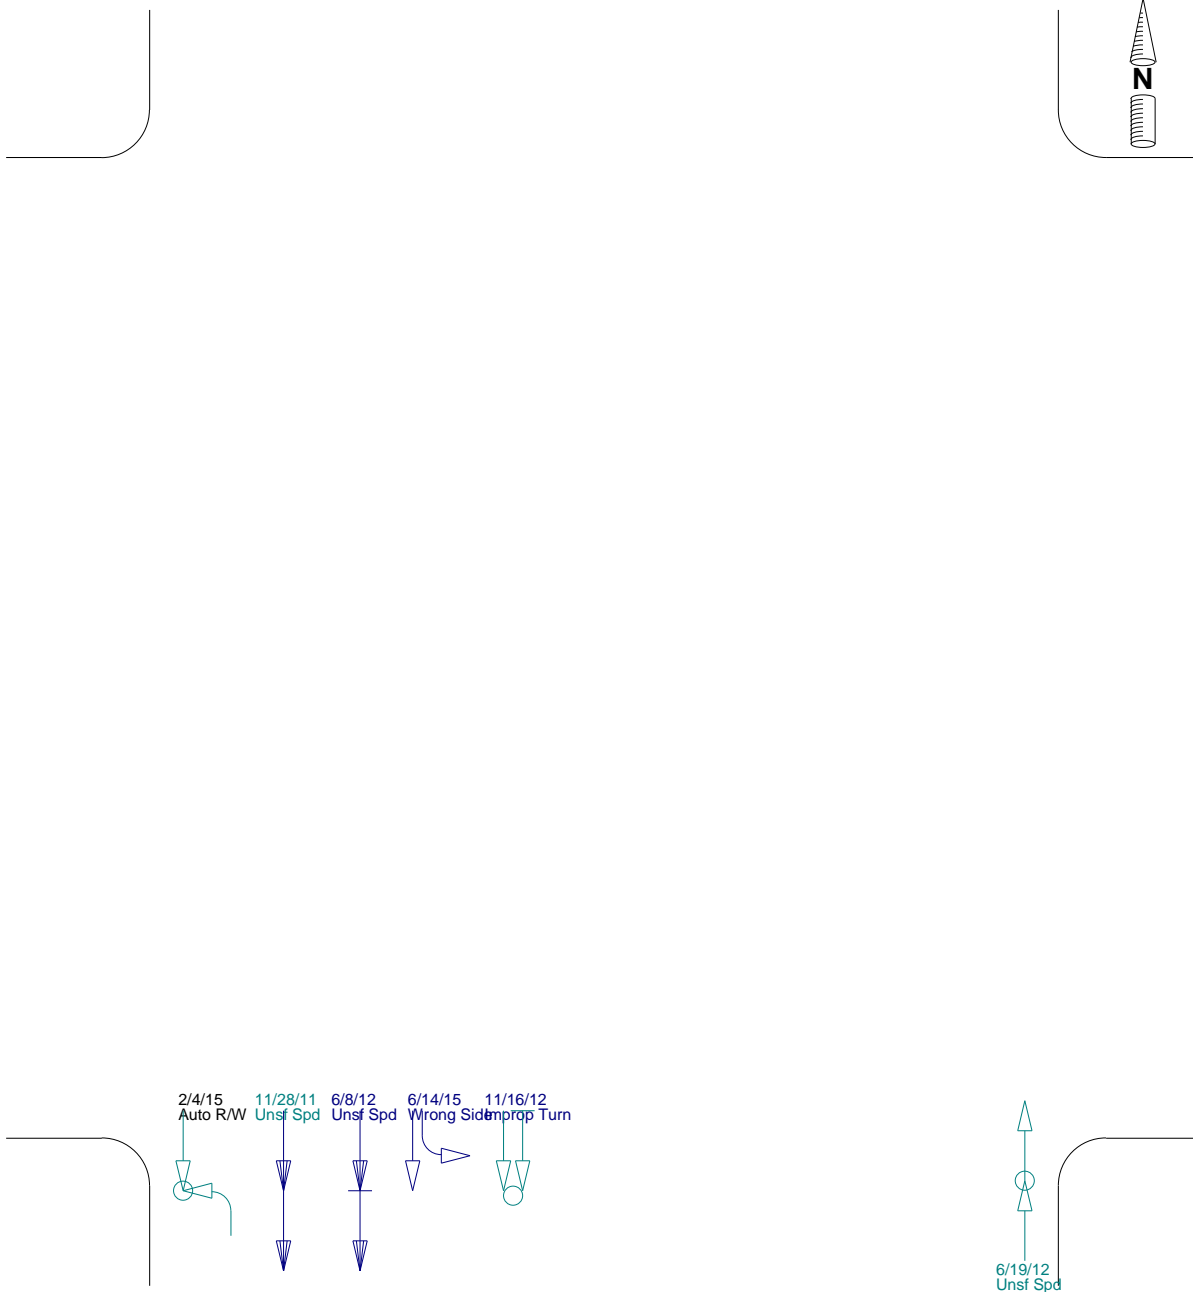 N
2/4/15
Auto R/W
11/28/11
Unsf Spd
6/8/12
Unsf Spd
6/14/15
Wrong Side
11/16/12
Improp Turn
6/19/12
Unsf Spd